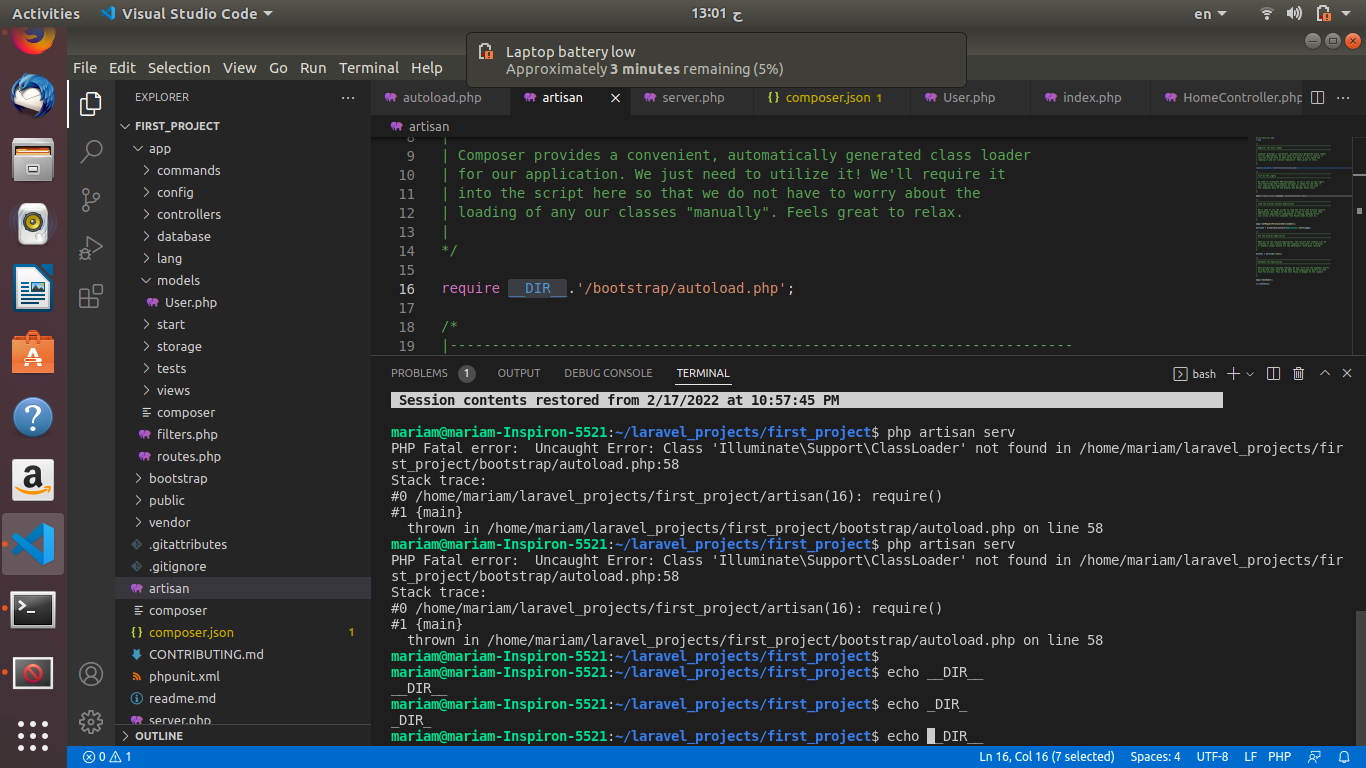 Activities
Visual Studio Code
13:01 ح
en
Laptop battery low
Approximately 3 minutes remaining (5%)
File Edit Selection View Go Run Terminal Help
EXPLORER
autoload.php
artisan
server.php
composer.json 1
User.php
index.php
HomeController.php
artisan
FIRST_PROJECT
app
commands
config
controllers
database
lang
models
User.php
start
storage
tests
views
composer
filters.php
routes.php
bootstrap
public
vendor
.gitattributes
.gitignore
artisan
composer
composer.json 1
CONTRIBUTING.md
phpunit.xml
readme.md
server.php
OUTLINE
8 |
9 | Composer provides a convenient, automatically generated class loader
10 | for our application. We just need to utilize it! We'll require it
11 | into the script here so that we do not have to worry about the
12 | loading of any our classes "manually". Feels great to relax.
13 |
14 */
15
16 require __DIR__.'/bootstrap/autoload.php';
17
18 /*
19 |--------------------------------------------------------------------------
PROBLEMS 1 OUTPUT DEBUG CONSOLE TERMINAL
bash
Session contents restored from 2/17/2022 at 10:57:45 PM
mariam@mariam-Inspiron-5521:~/laravel_projects/first_project$ php artisan serv
PHP Fatal error:  Uncaught Error: Class 'Illuminate\Support\ClassLoader' not found in /home/mariam/laravel_projects/fir
st_project/bootstrap/autoload.php:58
Stack trace:
#0 /home/mariam/laravel_projects/first_project/artisan(16): require()
#1 {main}
  thrown in /home/mariam/laravel_projects/first_project/bootstrap/autoload.php on line 58
mariam@mariam-Inspiron-5521:~/laravel_projects/first_project$ php artisan serv
PHP Fatal error:  Uncaught Error: Class 'Illuminate\Support\ClassLoader' not found in /home/mariam/laravel_projects/fir
st_project/bootstrap/autoload.php:58
Stack trace:
#0 /home/mariam/laravel_projects/first_project/artisan(16): require()
#1 {main}
  thrown in /home/mariam/laravel_projects/first_project/bootstrap/autoload.php on line 58
mariam@mariam-Inspiron-5521:~/laravel_projects/first_project$
mariam@mariam-Inspiron-5521:~/laravel_projects/first_project$ echo __DIR__
__DIR__
mariam@mariam-Inspiron-5521:~/laravel_projects/first_project$ echo _DIR_
_DIR_
mariam@mariam-Inspiron-5521:~/laravel_projects/first_project$ echo __DIR__
0 1
Ln 16, Col 16 (7 selected) Spaces: 4 UTF-8 LF PHP